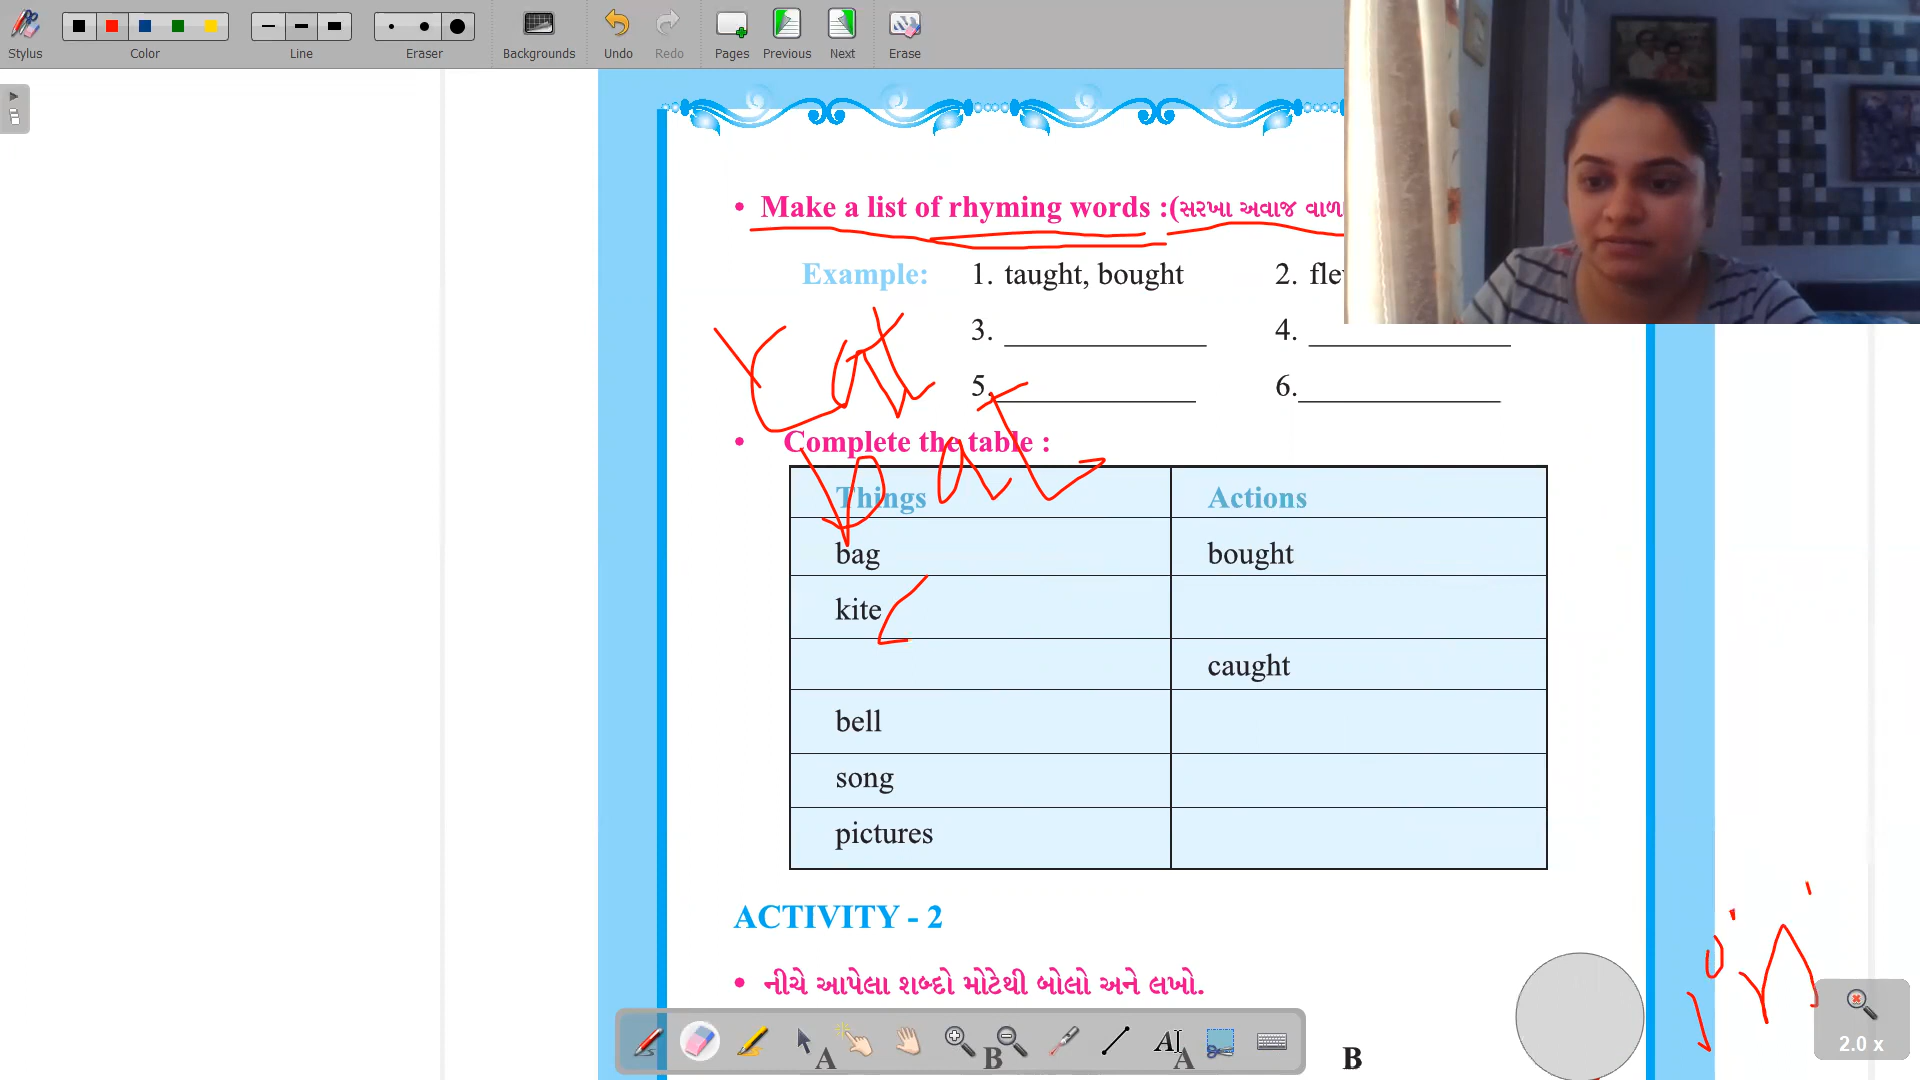 Stylus Color Line Eraser Backgrounds Undo Redo Pages Previous Next Erase
• Make a list of rhyming words :(સરખા અવાજ
Example: 1. taught, bought 2.
3. 4.
5. 6.
cat
pat
• Complete the table :
Things Actions
bag bought
kite
caught
bell
song
pictures
ACTIVITY - 2
• નીચે આપેલા શબ્દો મોટેથી બોલો અને લખો.
A B A B
2.0 x